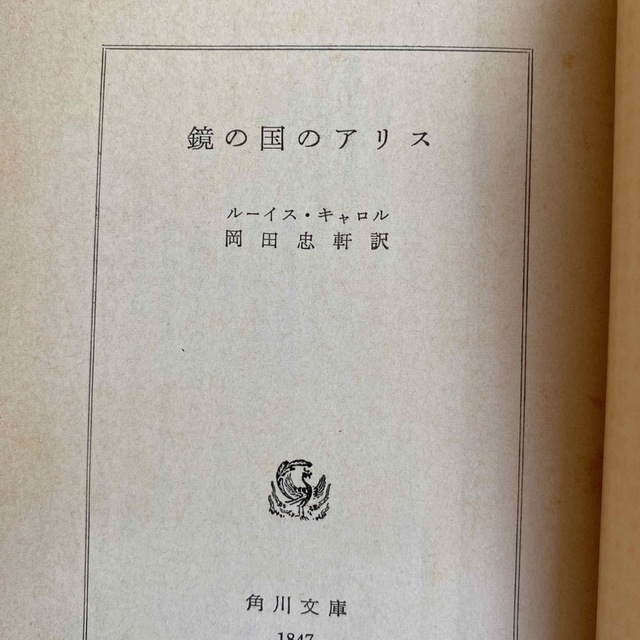 鏡の国のアリス
ルーイス・キャロル
岡田忠軒訳
角川文庫
1847